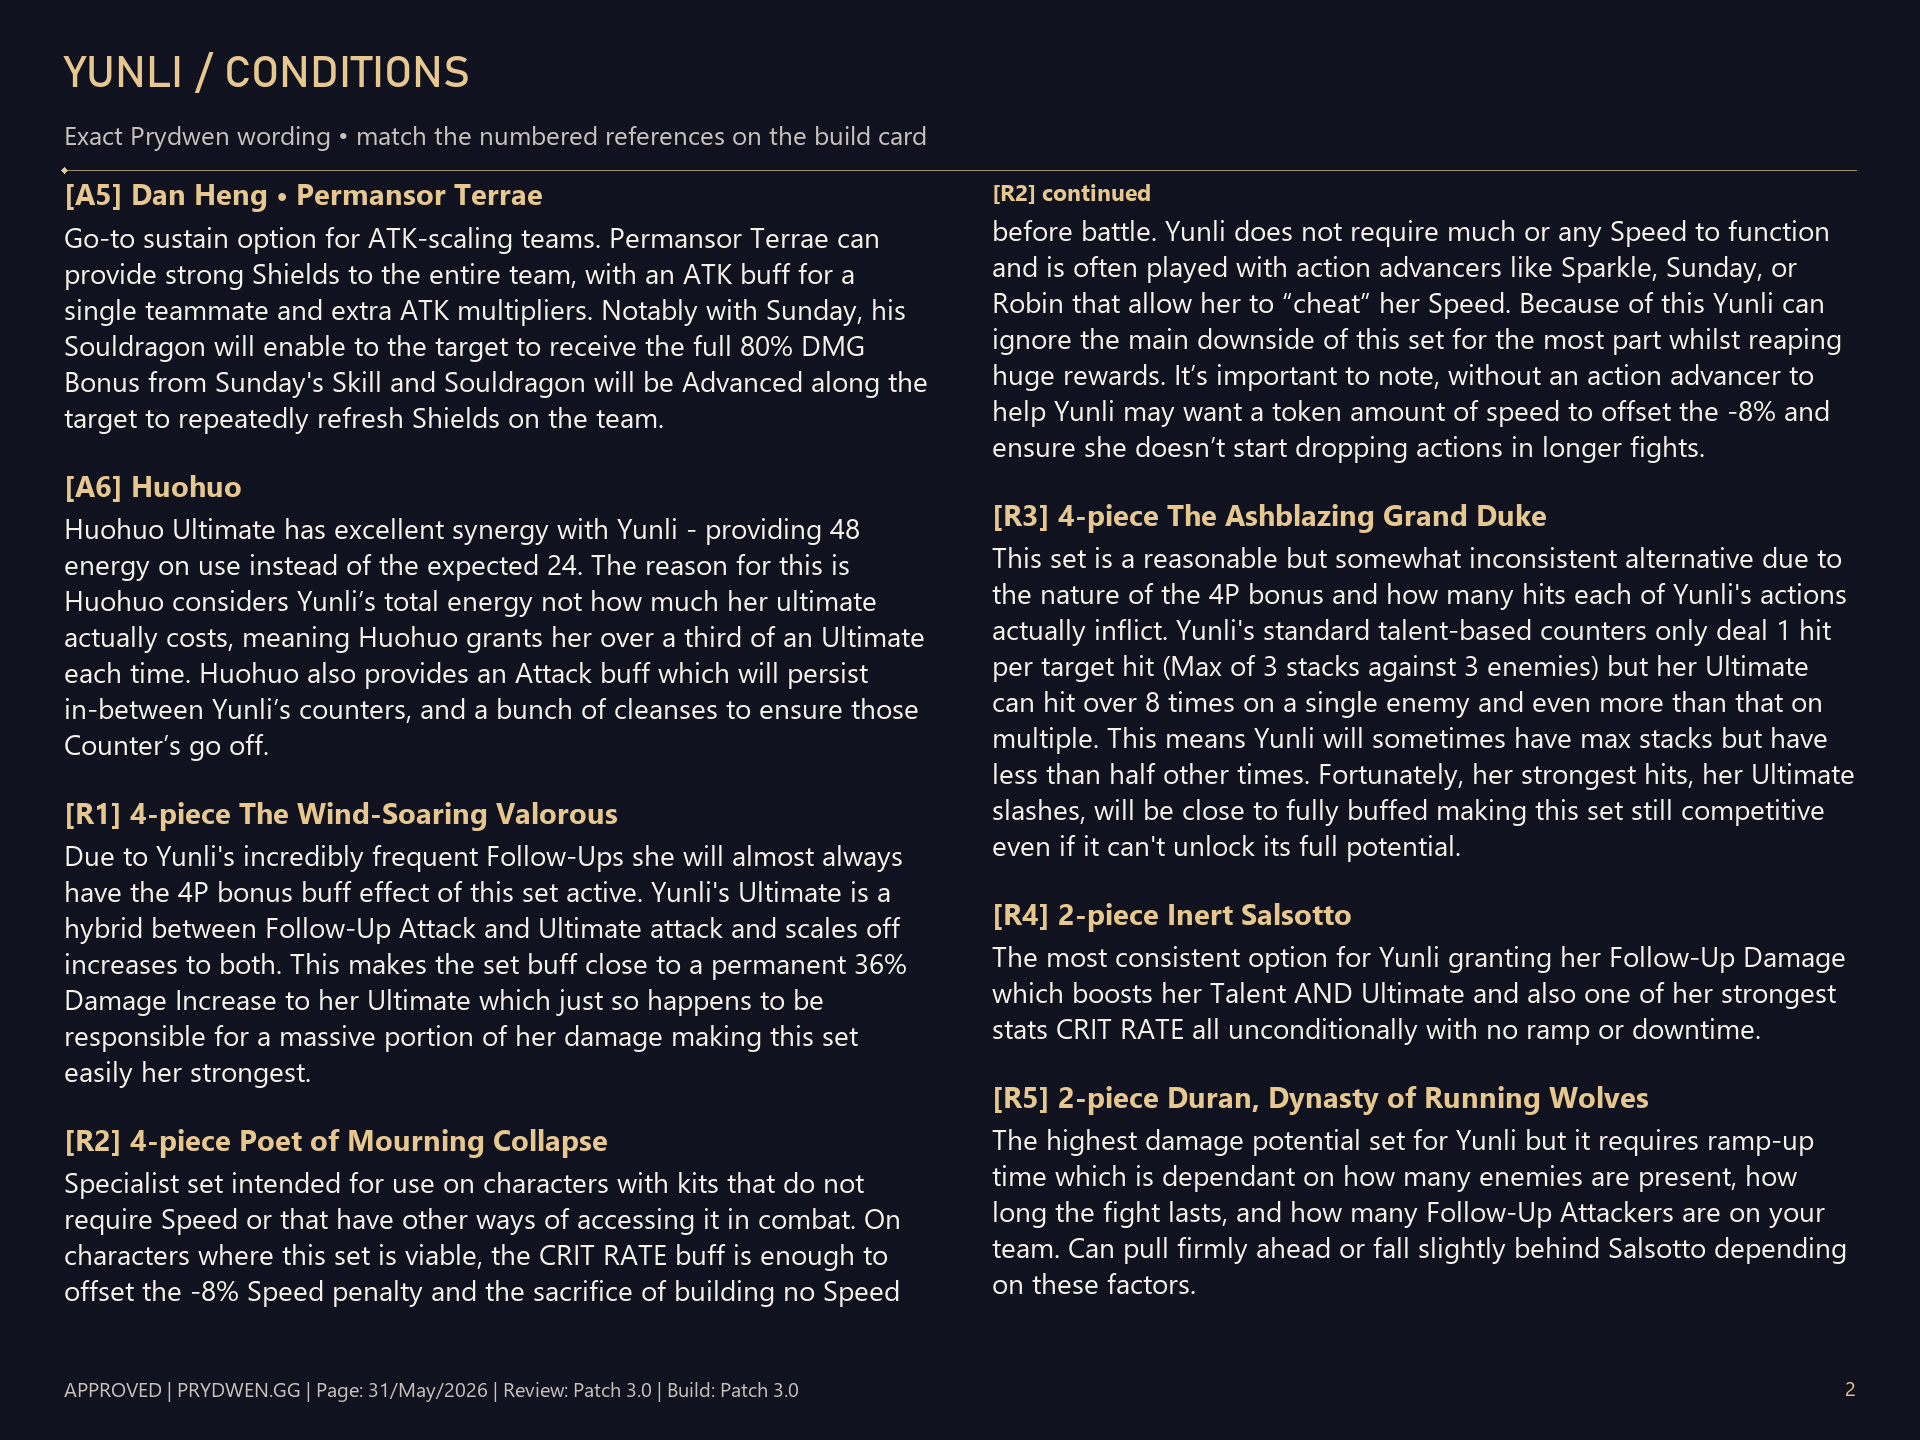 YUNLI / CONDITIONS
Exact Prydwen wording • match the numbered references on the build card
[A5] Dan Heng • Permansor Terrae
Go-to sustain option for ATK-scaling teams. Permansor Terrae can
provide strong Shields to the entire team, with an ATK buff for a
single teammate and extra ATK multipliers. Notably with Sunday, his
Souldragon will enable to the target to receive the full 80% DMG
Bonus from Sunday's Skill and Souldragon will be Advanced along the
target to repeatedly refresh Shields on the team.
[A6] Huohuo
Huohuo Ultimate has excellent synergy with Yunli - providing 48
energy on use instead of the expected 24. The reason for this is
Huohuo considers Yunli’s total energy not how much her ultimate
actually costs, meaning Huohuo grants her over a third of an Ultimate
each time. Huohuo also provides an Attack buff which will persist
in-between Yunli’s counters, and a bunch of cleanses to ensure those
Counter’s go off.
[R1] 4-piece The Wind-Soaring Valorous
Due to Yunli's incredibly frequent Follow-Ups she will almost always
have the 4P bonus buff effect of this set active. Yunli's Ultimate is a
hybrid between Follow-Up Attack and Ultimate attack and scales off
increases to both. This makes the set buff close to a permanent 36%
Damage Increase to her Ultimate which just so happens to be
responsible for a massive portion of her damage making this set
easily her strongest.
[R2] 4-piece Poet of Mourning Collapse
Specialist set intended for use on characters with kits that do not
require Speed or that have other ways of accessing it in combat. On
characters where this set is viable, the CRIT RATE buff is enough to
offset the -8% Speed penalty and the sacrifice of building no Speed
[R2] continued
before battle. Yunli does not require much or any Speed to function
and is often played with action advancers like Sparkle, Sunday, or
Robin that allow her to “cheat” her Speed. Because of this Yunli can
ignore the main downside of this set for the most part whilst reaping
huge rewards. It’s important to note, without an action advancer to
help Yunli may want a token amount of speed to offset the -8% and
ensure she doesn’t start dropping actions in longer fights.
[R3] 4-piece The Ashblazing Grand Duke
This set is a reasonable but somewhat inconsistent alternative due to
the nature of the 4P bonus and how many hits each of Yunli's actions
actually inflict. Yunli's standard talent-based counters only deal 1 hit
per target hit (Max of 3 stacks against 3 enemies) but her Ultimate
can hit over 8 times on a single enemy and even more than that on
multiple. This means Yunli will sometimes have max stacks but have
less than half other times. Fortunately, her strongest hits, her Ultimate
slashes, will be close to fully buffed making this set still competitive
even if it can't unlock its full potential.
[R4] 2-piece Inert Salsotto
The most consistent option for Yunli granting her Follow-Up Damage
which boosts her Talent AND Ultimate and also one of her strongest
stats CRIT RATE all unconditionally with no ramp or downtime.
[R5] 2-piece Duran, Dynasty of Running Wolves
The highest damage potential set for Yunli but it requires ramp-up
time which is dependant on how many enemies are present, how
long the fight lasts, and how many Follow-Up Attackers are on your
team. Can pull firmly ahead or fall slightly behind Salsotto depending
on these factors.
APPROVED | PRYDWEN.GG | Page: 31/May/2026 | Review: Patch 3.0 | Build: Patch 3.0
2